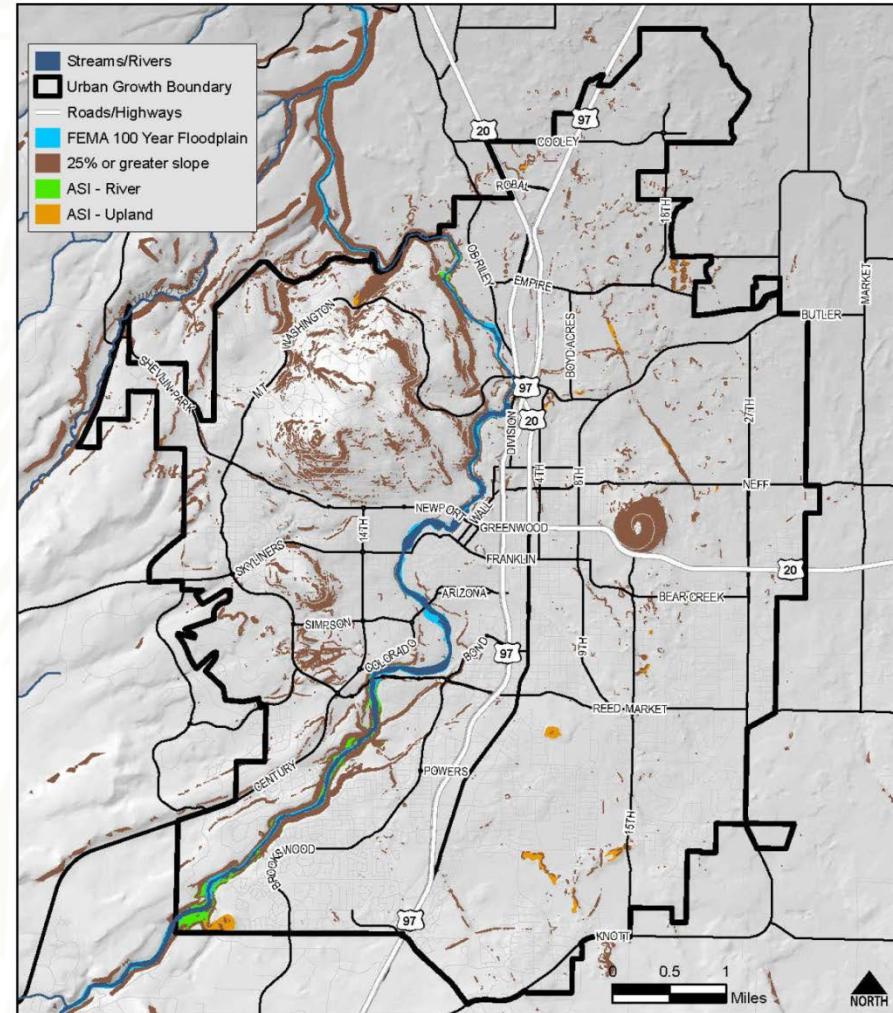 Streams/Rivers
Urban Growth Boundary
Roads/Highways
FEMA 100 Year Floodplain
25% or greater slope
ASI - River
ASI - Upland
20
97
COOLEY
ROBAL
18TH
OB RILEY
EMPIRE
MARKET
BUTLER
WASHINGTON
MT
SHEVLIN PARK
BOYD ACRES
97
20
DIVISION
27TH
4TH
8TH
NEFF
NEWPORT
WALL
GREENWOOD
14TH
FRANKLIN
20
SKYLINERS
ARIZONA
BEAR CREEK
SIMPSON
COLORADO
BOND
97
9TH
REED MARKET
CENTURY
POWERS
15TH
BROOKSWOOD
97
KNOTT
0 0.5 1
Miles
NORTH